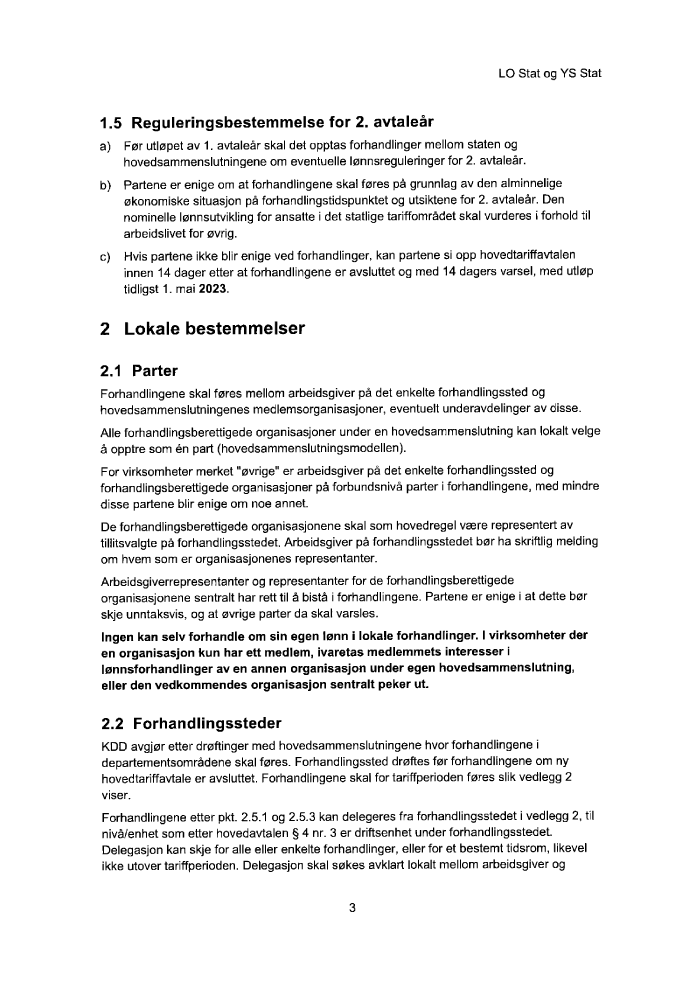 LO Stat og YS Stat
1.5 Reguleringsbestemmelse for 2. avtaleår
a) Før utløpet av 1. avtaleår skal det opptas forhandlinger mellom staten og
hovedsammenslutningene om eventuelle lønnsreguleringer for 2. avtaleår.
b) Partene er enige om at forhandlingene skal føres på grunnlag av den alminnelige
økonomiske situasjon på forhandlingstidspunktet og utsiktene for 2. avtaleår. Den
nominelle lønnsutvikling for ansatte i det statlige tariffområdet skal vurderes i forhold til
arbeidslivet for øvrig.
c) Hvis partene ikke blir enige ved forhandlinger, kan partene si opp hovedtariffavtalen
innen 14 dager etter at forhandlingene er avsluttet og med 14 dagers varsel, med utløp
tidligst 1. mai 2023.
2 Lokale bestemmelser
2.1 Parter
Forhandlingene skal føres mellom arbeidsgiver på det enkelte forhandlingssted og
hovedsammenslutningenes medlemsorganisasjoner, eventuelt underavdelinger av disse.
Alle forhandlingsberettigede organisasjoner under en hovedsammenslutning kan lokalt velge
å opptre som én part (hovedsammenslutningsmodellen).
For virksomheter merket "øvrige" er arbeidsgiver på det enkelte forhandlingssted og
forhandlingsberettigede organisasjoner på forbundsnivå parter i forhandlingene, med mindre
disse partene blir enige om noe annet.
De forhandlingsberettigede organisasjonene skal som hovedregel være representert av
tillitsvalgte på forhandlingsstedet. Arbeidsgiver på forhandlingsstedet bør ha skriftlig melding
om hvem som er organisasjonenes representanter.
Arbeidsgiverrepresentanter og representanter for de forhandlingsberettigede
organisasjonene sentralt har rett til å bistå i forhandlingene. Partene er enige i at dette bør
skje unntaksvis, og at øvrige parter da skal varsles.
Ingen kan selv forhandle om sin egen lønn i lokale forhandlinger. I virksomheter der
en organisasjon kun har ett medlem, ivaretas medlemmets interesser i
lønnsforhandlinger av en annen organisasjon under egen hovedsammenslutning,
eller den vedkommendes organisasjon sentralt peker ut.
2.2 Forhandlingssteder
KDD avgjør etter drøftinger med hovedsammenslutningene hvor forhandlingene i
departementsområdene skal føres. Forhandlingssted drøftes før forhandlingene om ny
hovedtariffavtale er avsluttet. Forhandlingene skal for tariffperioden føres slik vedlegg 2
viser.
Forhandlingene etter pkt. 2.5.1 og 2.5.3 kan delegeres fra forhandlingsstedet i vedlegg 2, til
nivå/enhet som etter hovedavtalen § 4 nr. 3 er driftsenhet under forhandlingsstedet.
Delegasjon kan skje for alle eller enkelte forhandlinger, eller for et bestemt tidsrom, likevel
ikke utover tariffperioden. Delegasjon skal søkes avklart lokalt mellom arbeidsgiver og
3